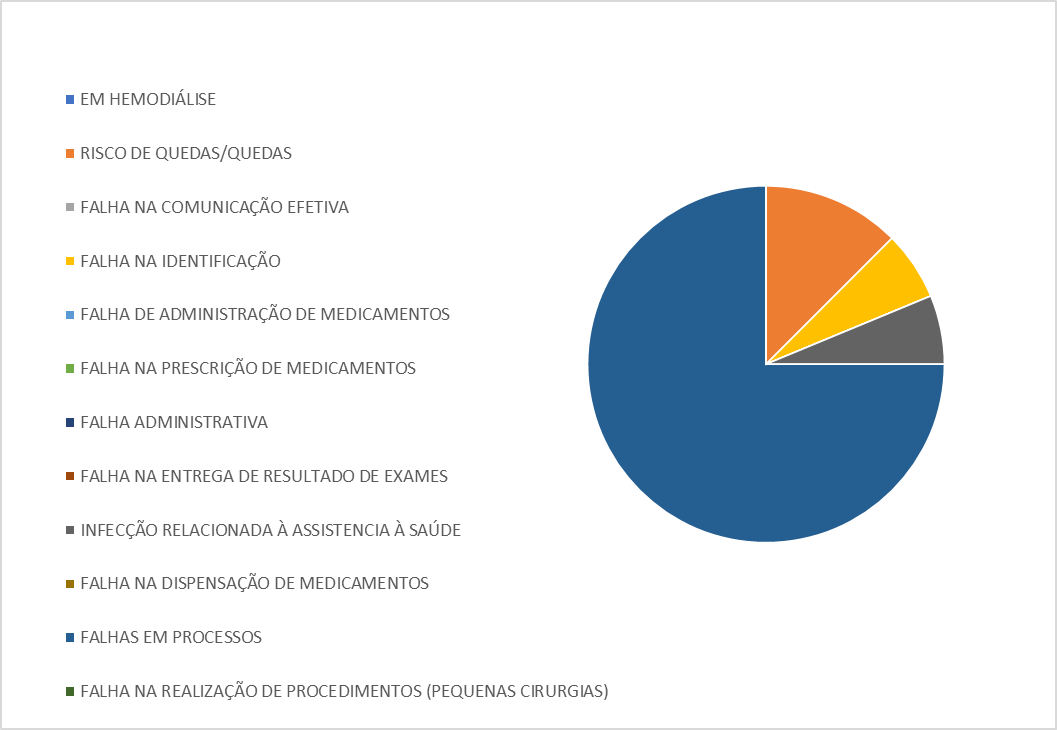 EM HEMODIÁLISE
RISCO DE QUEDAS/QUEDAS
FALHA NA COMUNICAÇÃO EFETIVA
FALHA NA IDENTIFICAÇÃO
FALHA DE ADMINISTRAÇÃO DE MEDICAMENTOS
FALHA NA PRESCRIÇÃO DE MEDICAMENTOS
FALHA ADMINISTRATIVA
FALHA NA ENTREGA DE RESULTADO DE EXAMES
INFECÇÃO RELACIONADA À ASSISTENCIA À SAÚDE
FALHA NA DISPENSAÇÃO DE MEDICAMENTOS
FALHAS EM PROCESSOS
FALHA NA REALIZAÇÃO DE PROCEDIMENTOS (PEQUENAS CIRURGIAS)